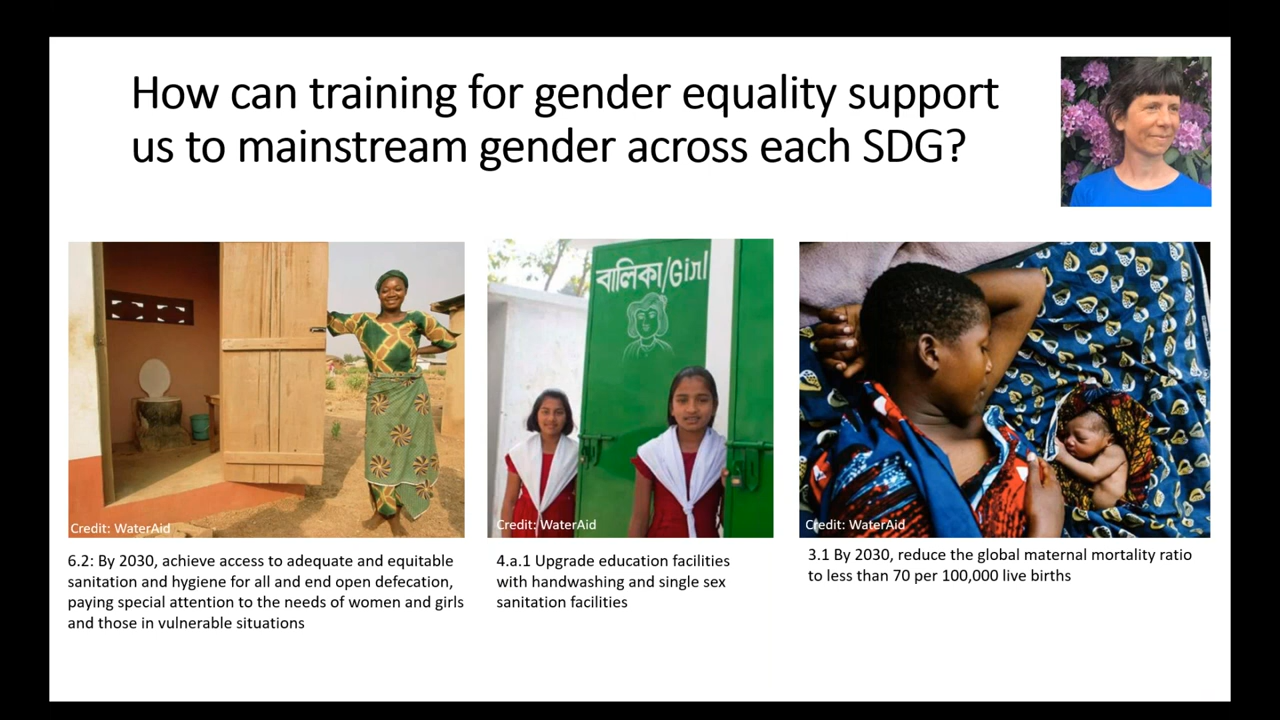 How can training for gender equality support
us to mainstream gender across each SDG?
বালিকা/Girl
Credit: WaterAid
Credit: WaterAid
Credit: WaterAid
6.2: By 2030, achieve access to adequate and equitable
sanitation and hygiene for all and end open defecation,
paying special attention to the needs of women and girls
and those in vulnerable situations
4.a.1 Upgrade education facilities
with handwashing and single sex
sanitation facilities
3.1 By 2030, reduce the global maternal mortality ratio
to less than 70 per 100,000 live births